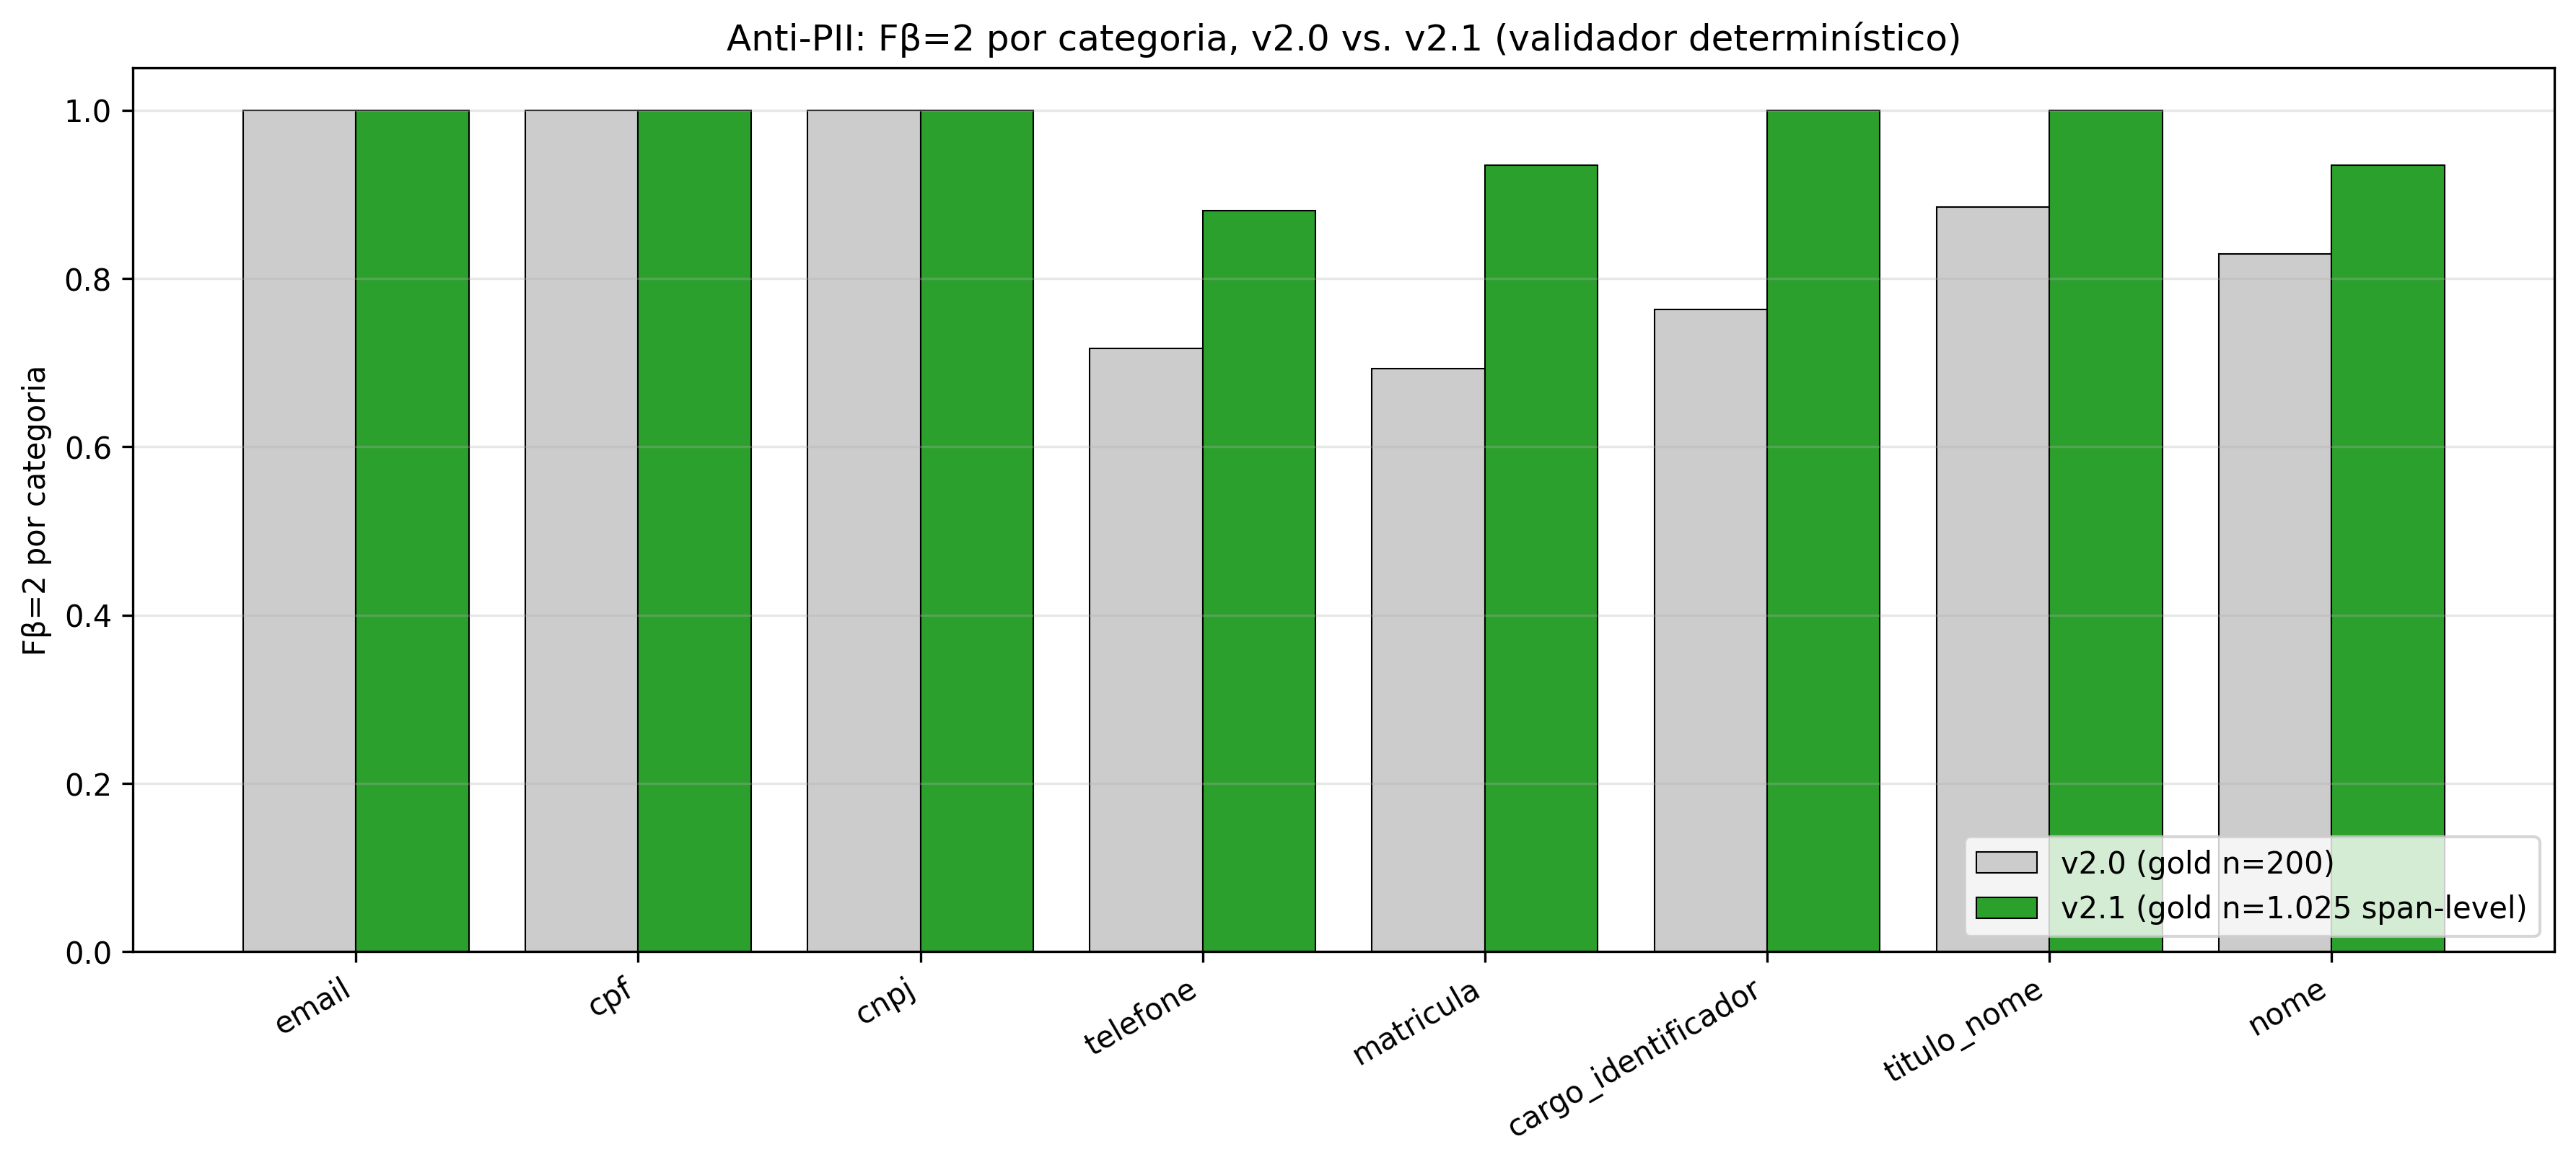 Anti-PII: Fβ=2 por categoria, v2.0 vs. v2.1 (validador determinístico)
Fβ=2 por categoria
1.0
0.8
0.6
0.4
0.2
0.0
email
cpf
cnpj
telefone
matricula
cargo_identificador
titulo_nome
nome
v2.0 (gold n=200)
v2.1 (gold n=1.025 span-level)